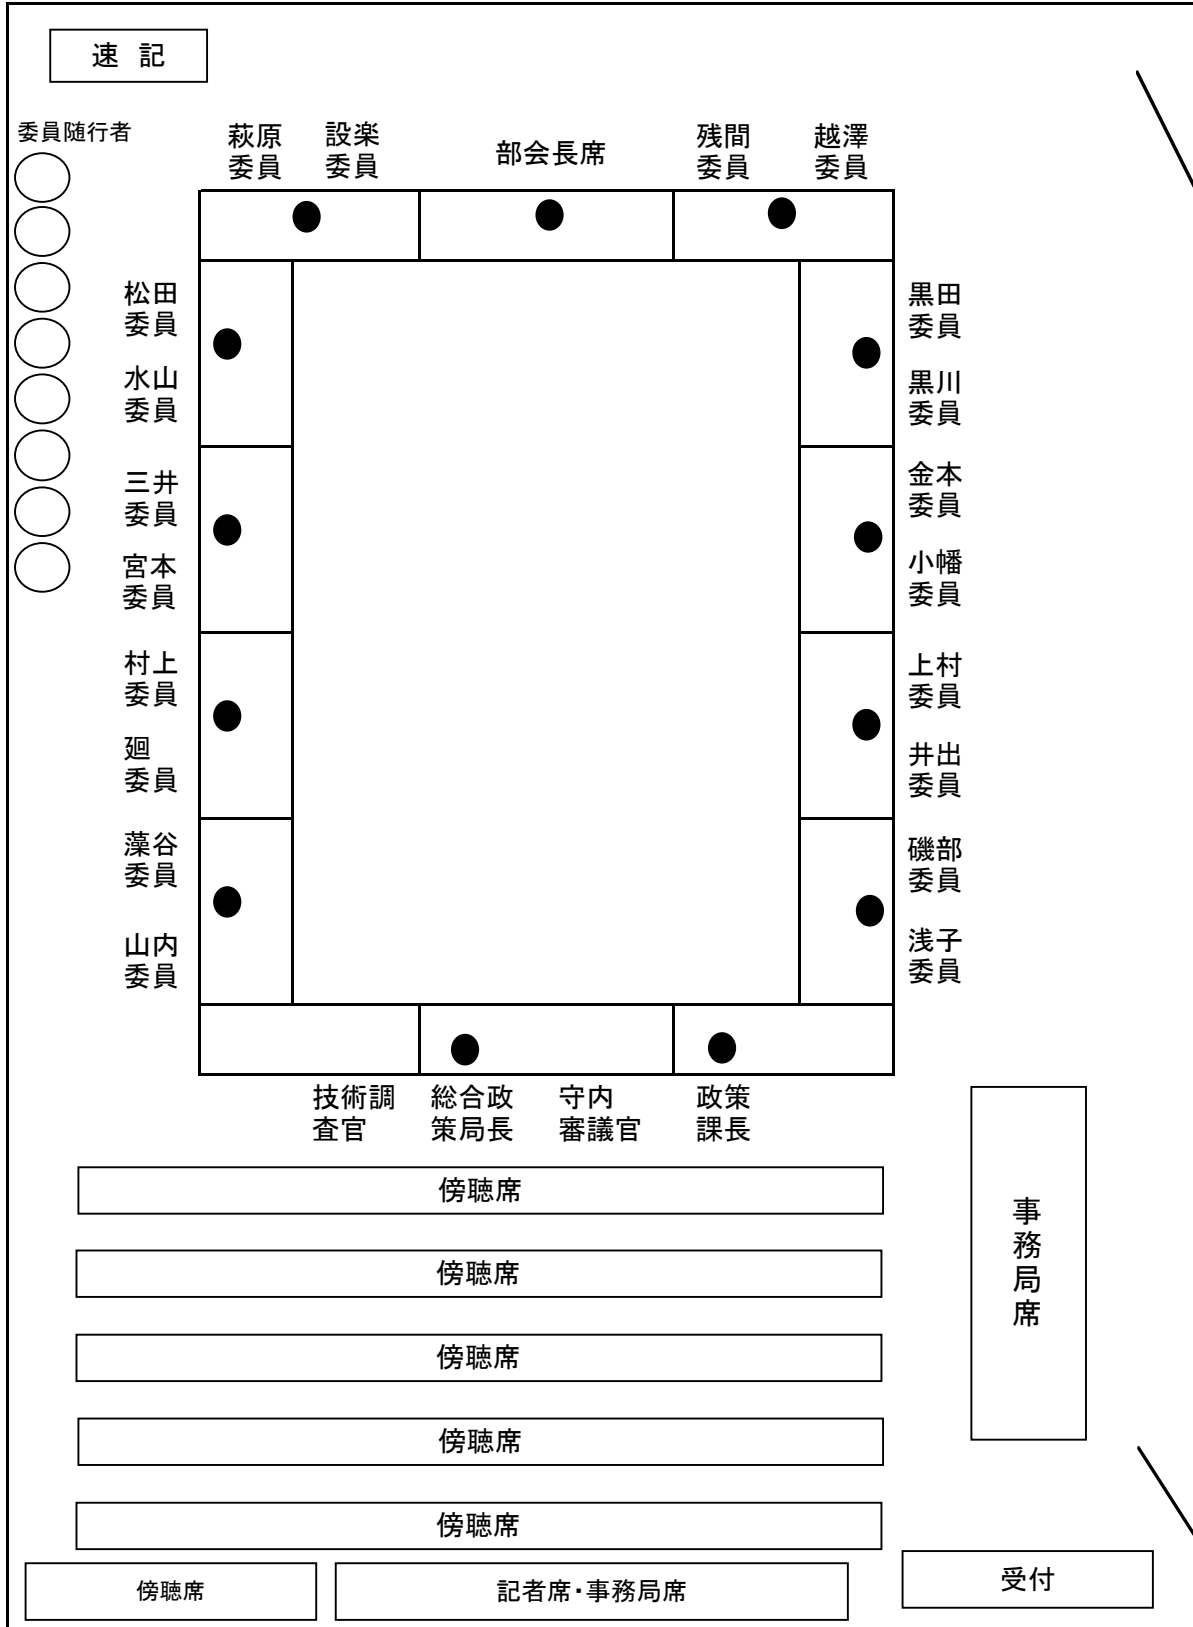 速 記
委員随行者
萩原
委員
設楽
委員
部会長席
残間
委員
越澤
委員
松田
委員
水山
委員
三井
委員
宮本
委員
村上
委員
廻
委員
藻谷
委員
山内
委員
黒田
委員
黒川
委員
金本
委員
小幡
委員
上村
委員
井出
委員
磯部
委員
浅子
委員
技術調
査官
総合政
策局長
守内
審議官
政策
課長
傍聴席
傍聴席
傍聴席
傍聴席
傍聴席
傍聴席
記者席・事務局席
事務局席
受付